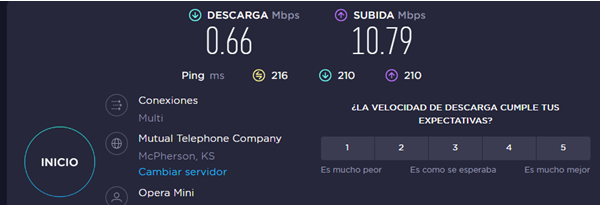 DESCARGA Mbps SUBIDA Mbps
0.66 10.79
Ping ms 216 210 210
Conexiones
Multi
Mutual Telephone Company
McPherson, KS
Cambiar servidor
Opera Mini
INICIO
¿LA VELOCIDAD DE DESCARGA CUMPLE TUS
EXPECTATIVAS?
1 2 3 4 5
Es mucho peor Es como se esperaba Es mucho mejor